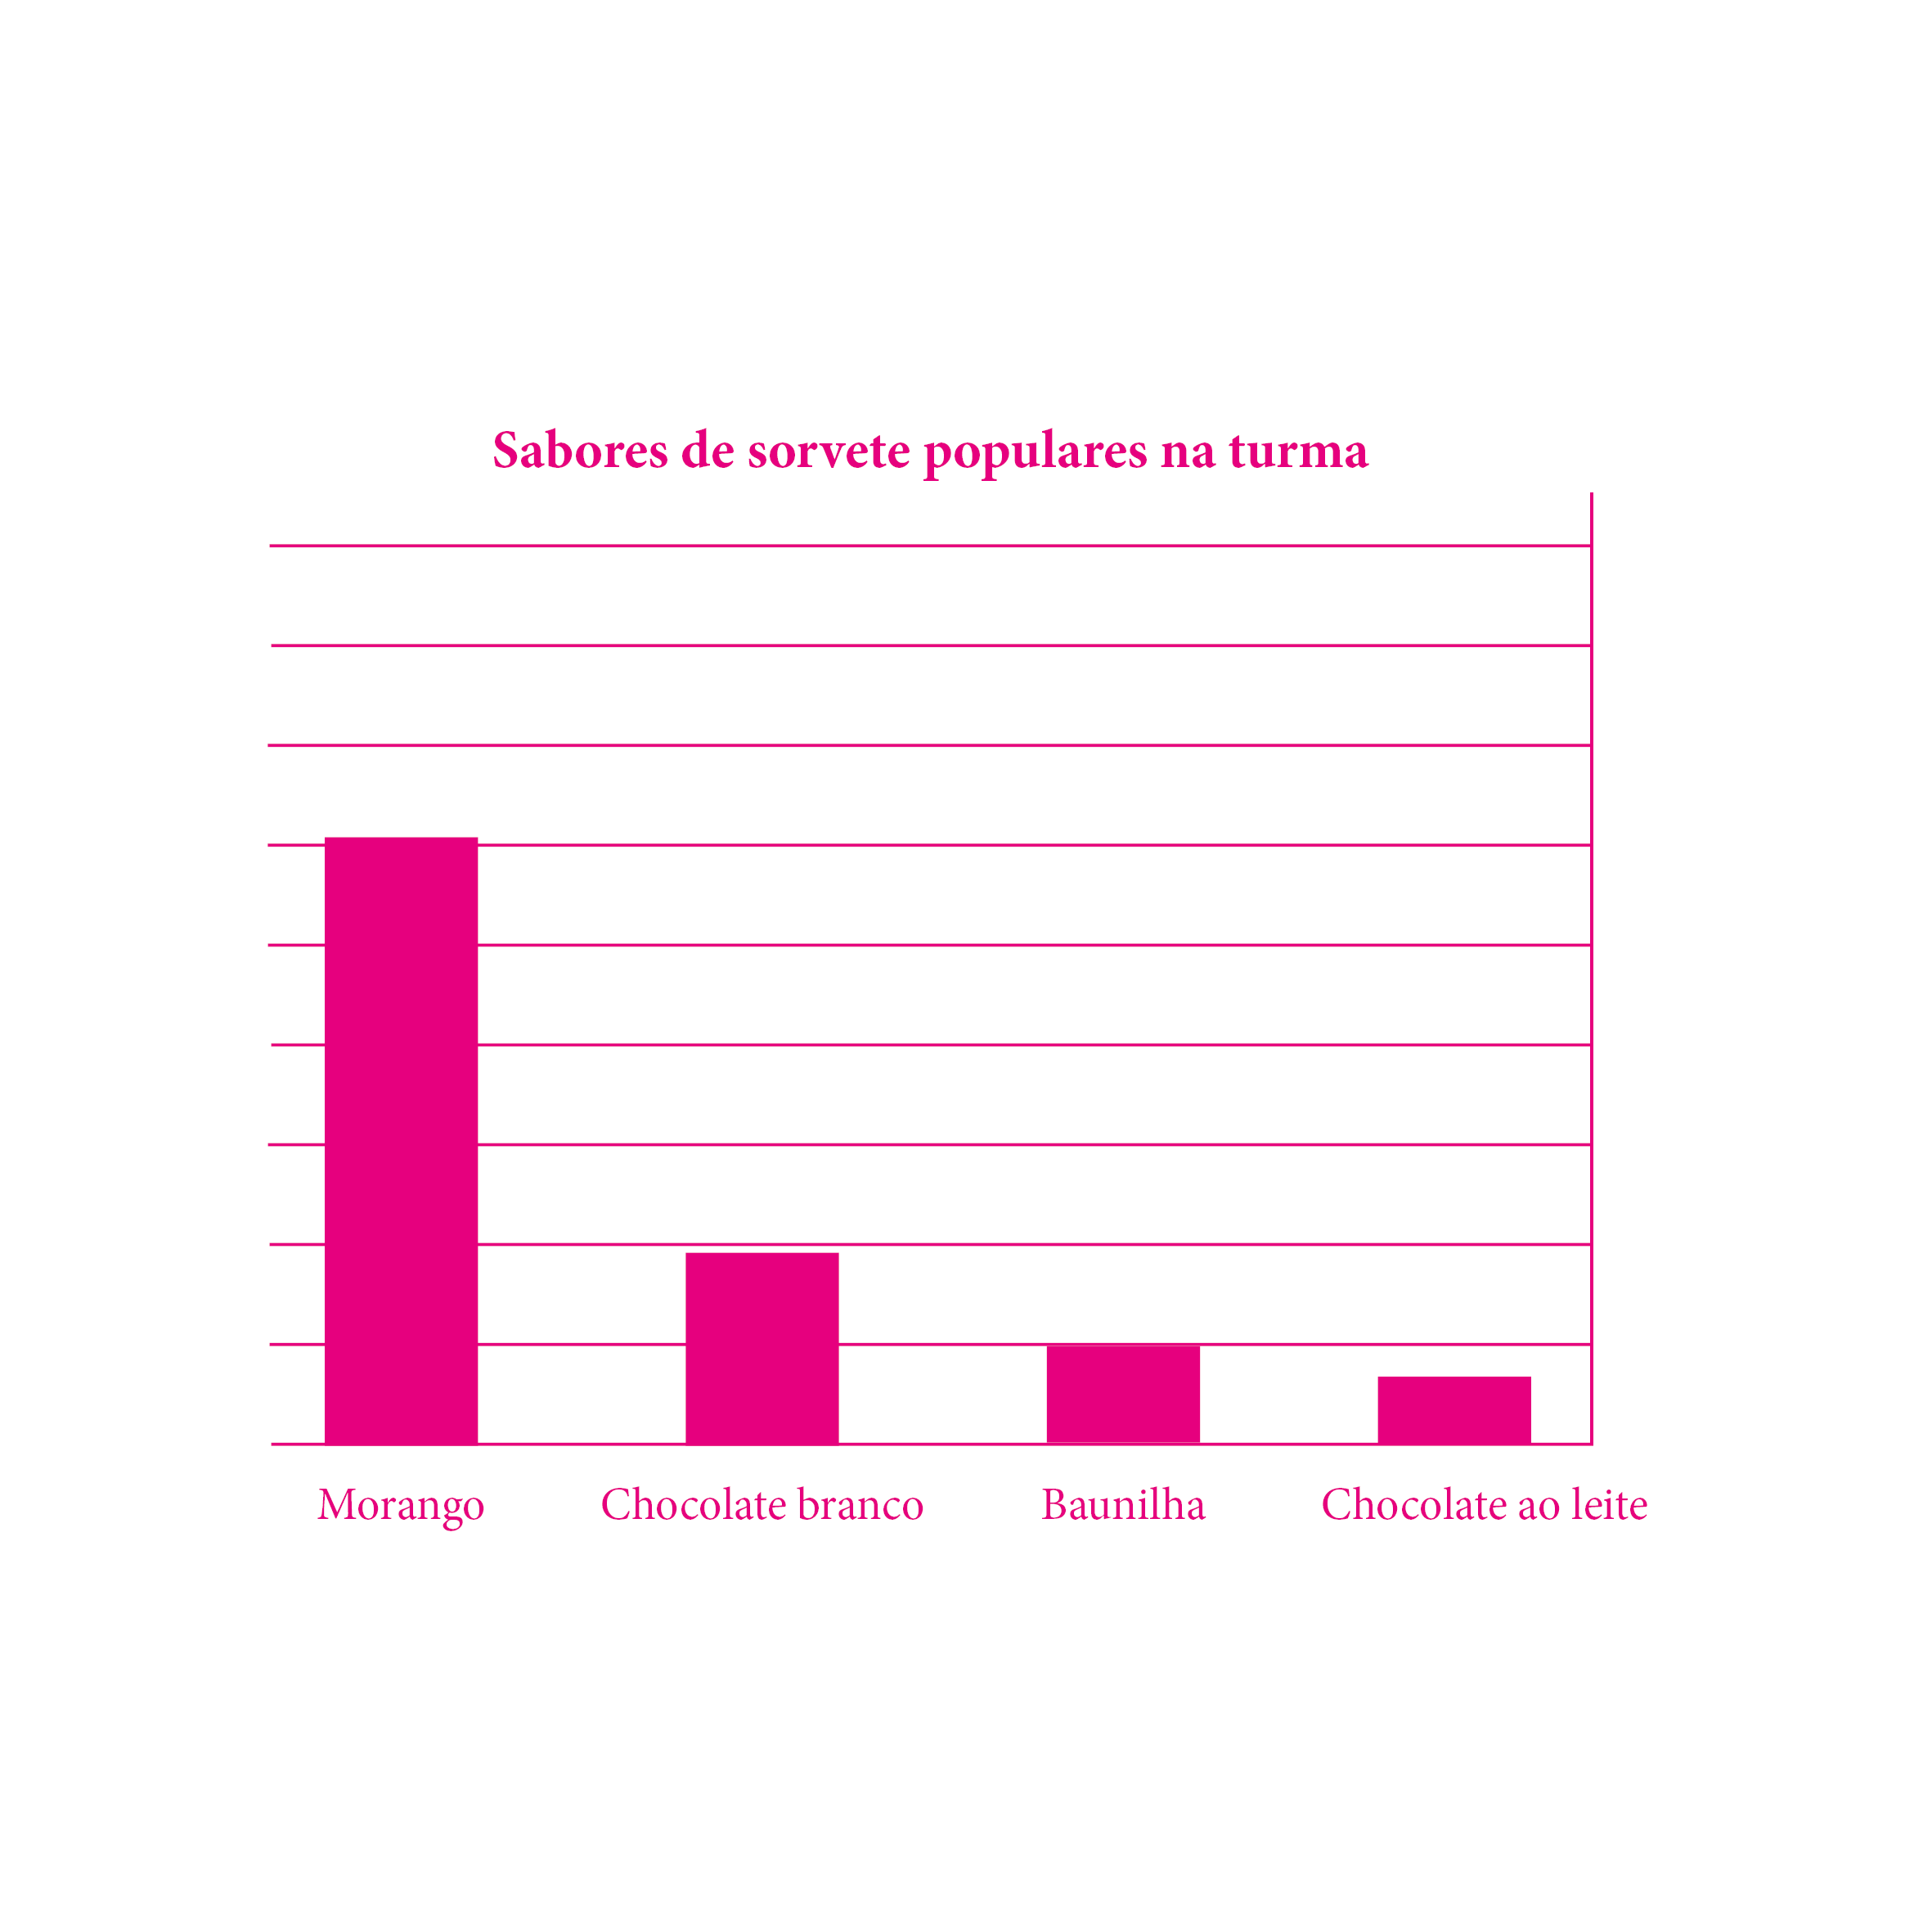 Sabores de sorvete populares na turma
Morango
Chocolate branco
Baunilha
Chocolate ao leite